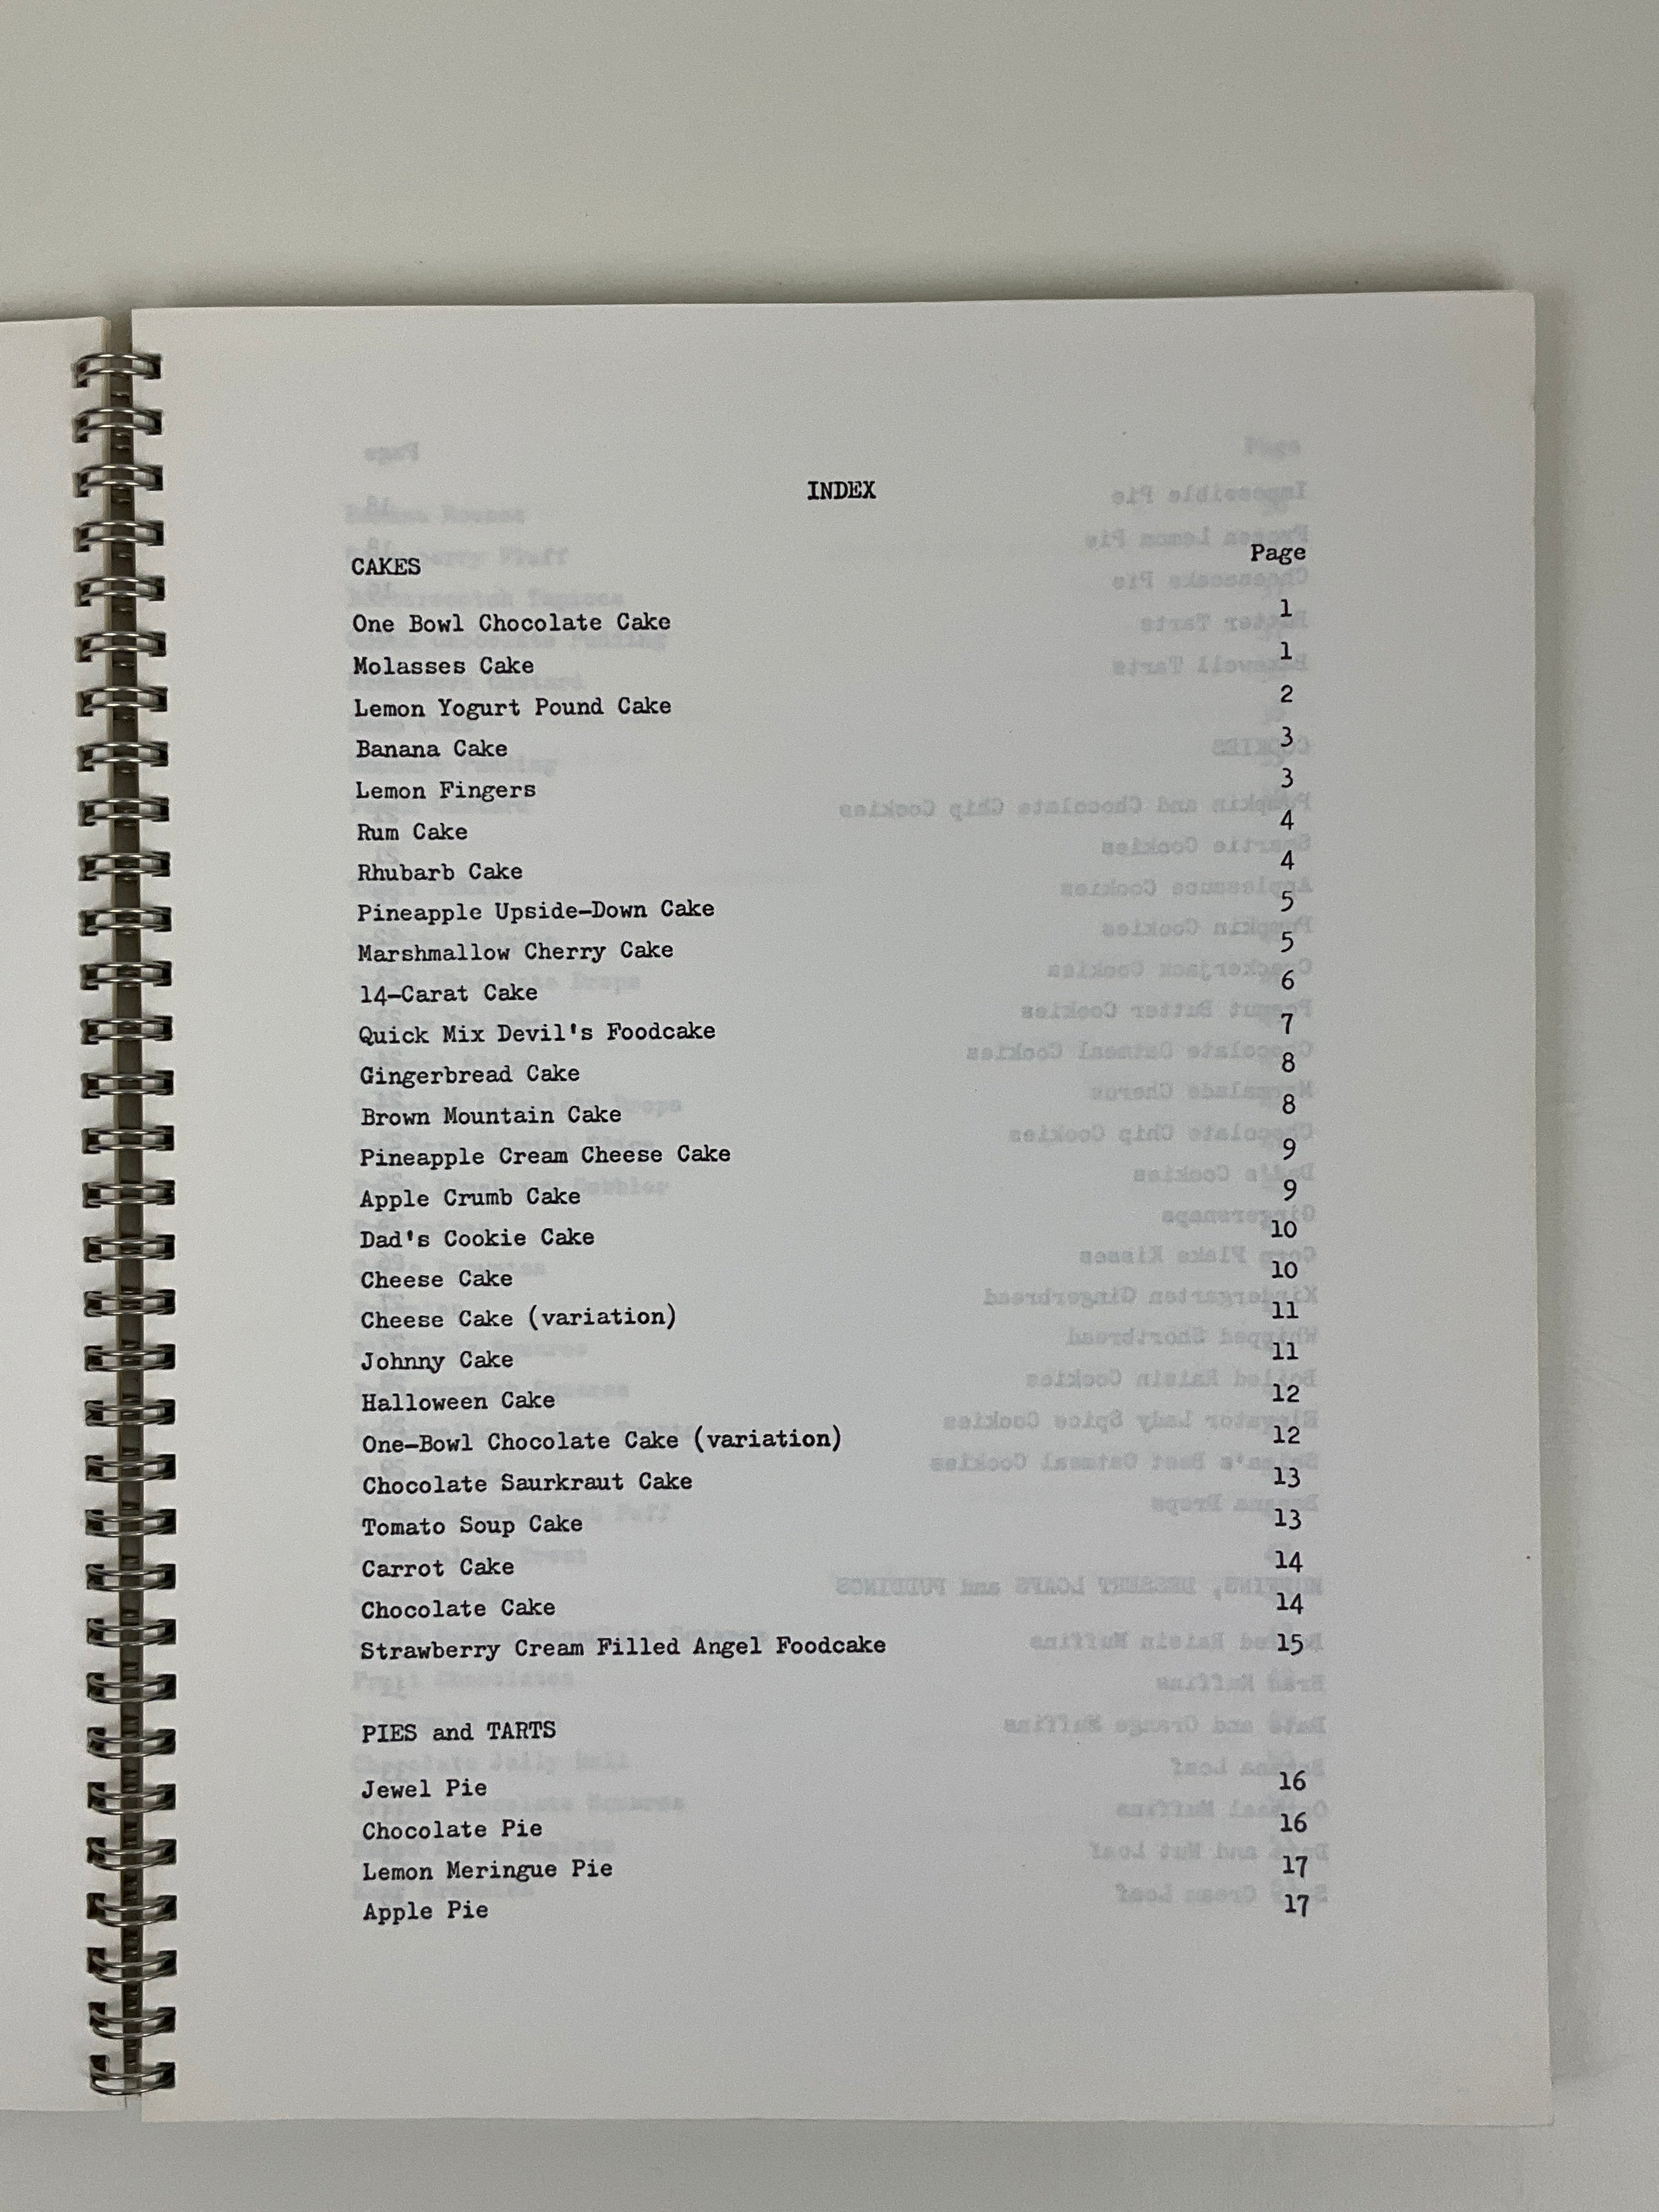 INDEX
CAKES Page
One Bowl Chocolate Cake 1
Molasses Cake 1
Lemon Yogurt Pound Cake 2
Banana Cake 3
Lemon Fingers 3
Rum Cake 4
Rhubarb Cake 4
Pineapple Upside-Down Cake 5
Marshmallow Cherry Cake 5
14-Carat Cake 6
Quick Mix Devil's Foodcake 7
Gingerbread Cake 8
Brown Mountain Cake 8
Pineapple Cream Cheese Cake 9
Apple Crumb Cake 9
Dad's Cookie Cake 10
Cheese Cake 10
Cheese Cake (variation) 11
Johnny Cake 11
Halloween Cake 12
One-Bowl Chocolate Cake (variation) 12
Chocolate Saurkraut Cake 13
Tomato Soup Cake 13
Carrot Cake 14
Chocolate Cake 14
Strawberry Cream Filled Angel Foodcake 15
PIES and TARTS
Jewel Pie 16
Chocolate Pie 16
Lemon Meringue Pie 17
Apple Pie 17